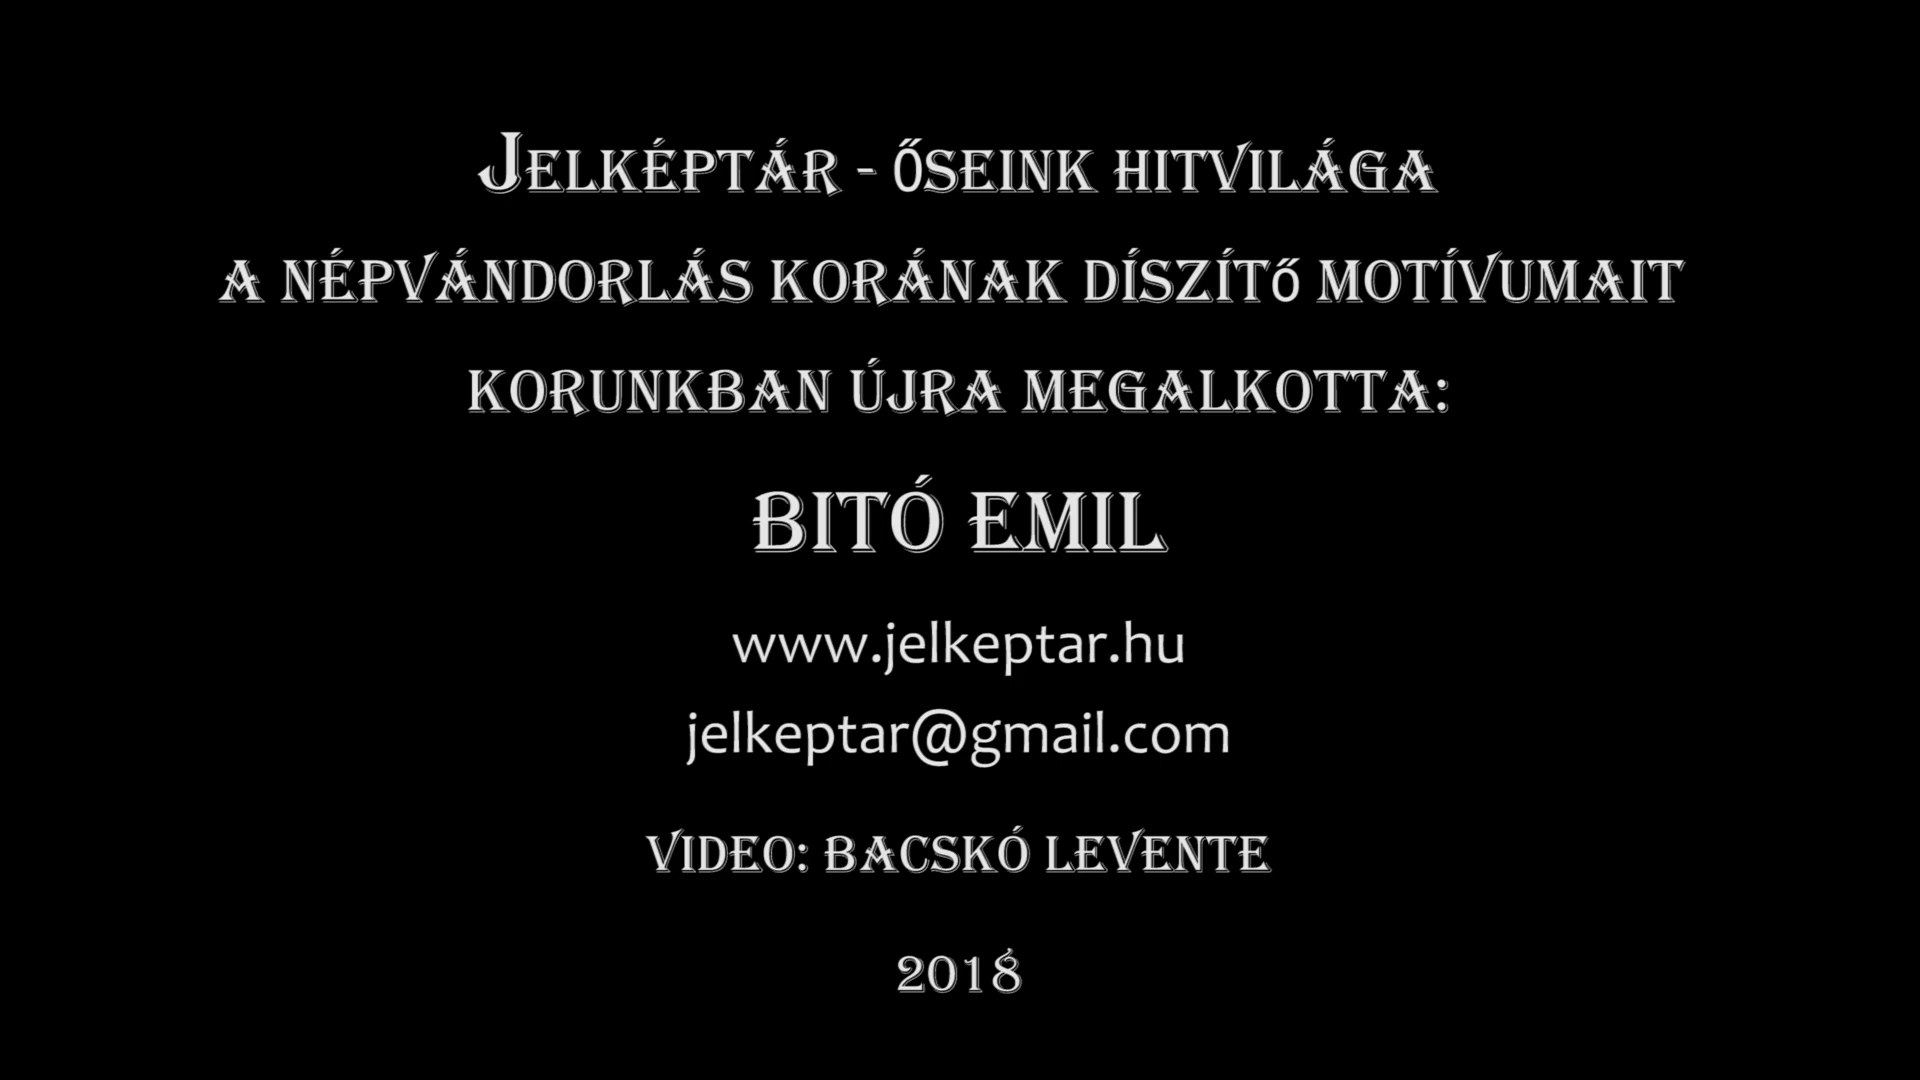 Jelképtár - őseink hitvilága
a népvándorlás korának díszítő motívumait
korunkban újra megalkotta:
BITÓ EMIL
www.jelkeptar.hu
jelkeptar@gmail.com
VIDEO: BACSKÓ LEVENTE
2018